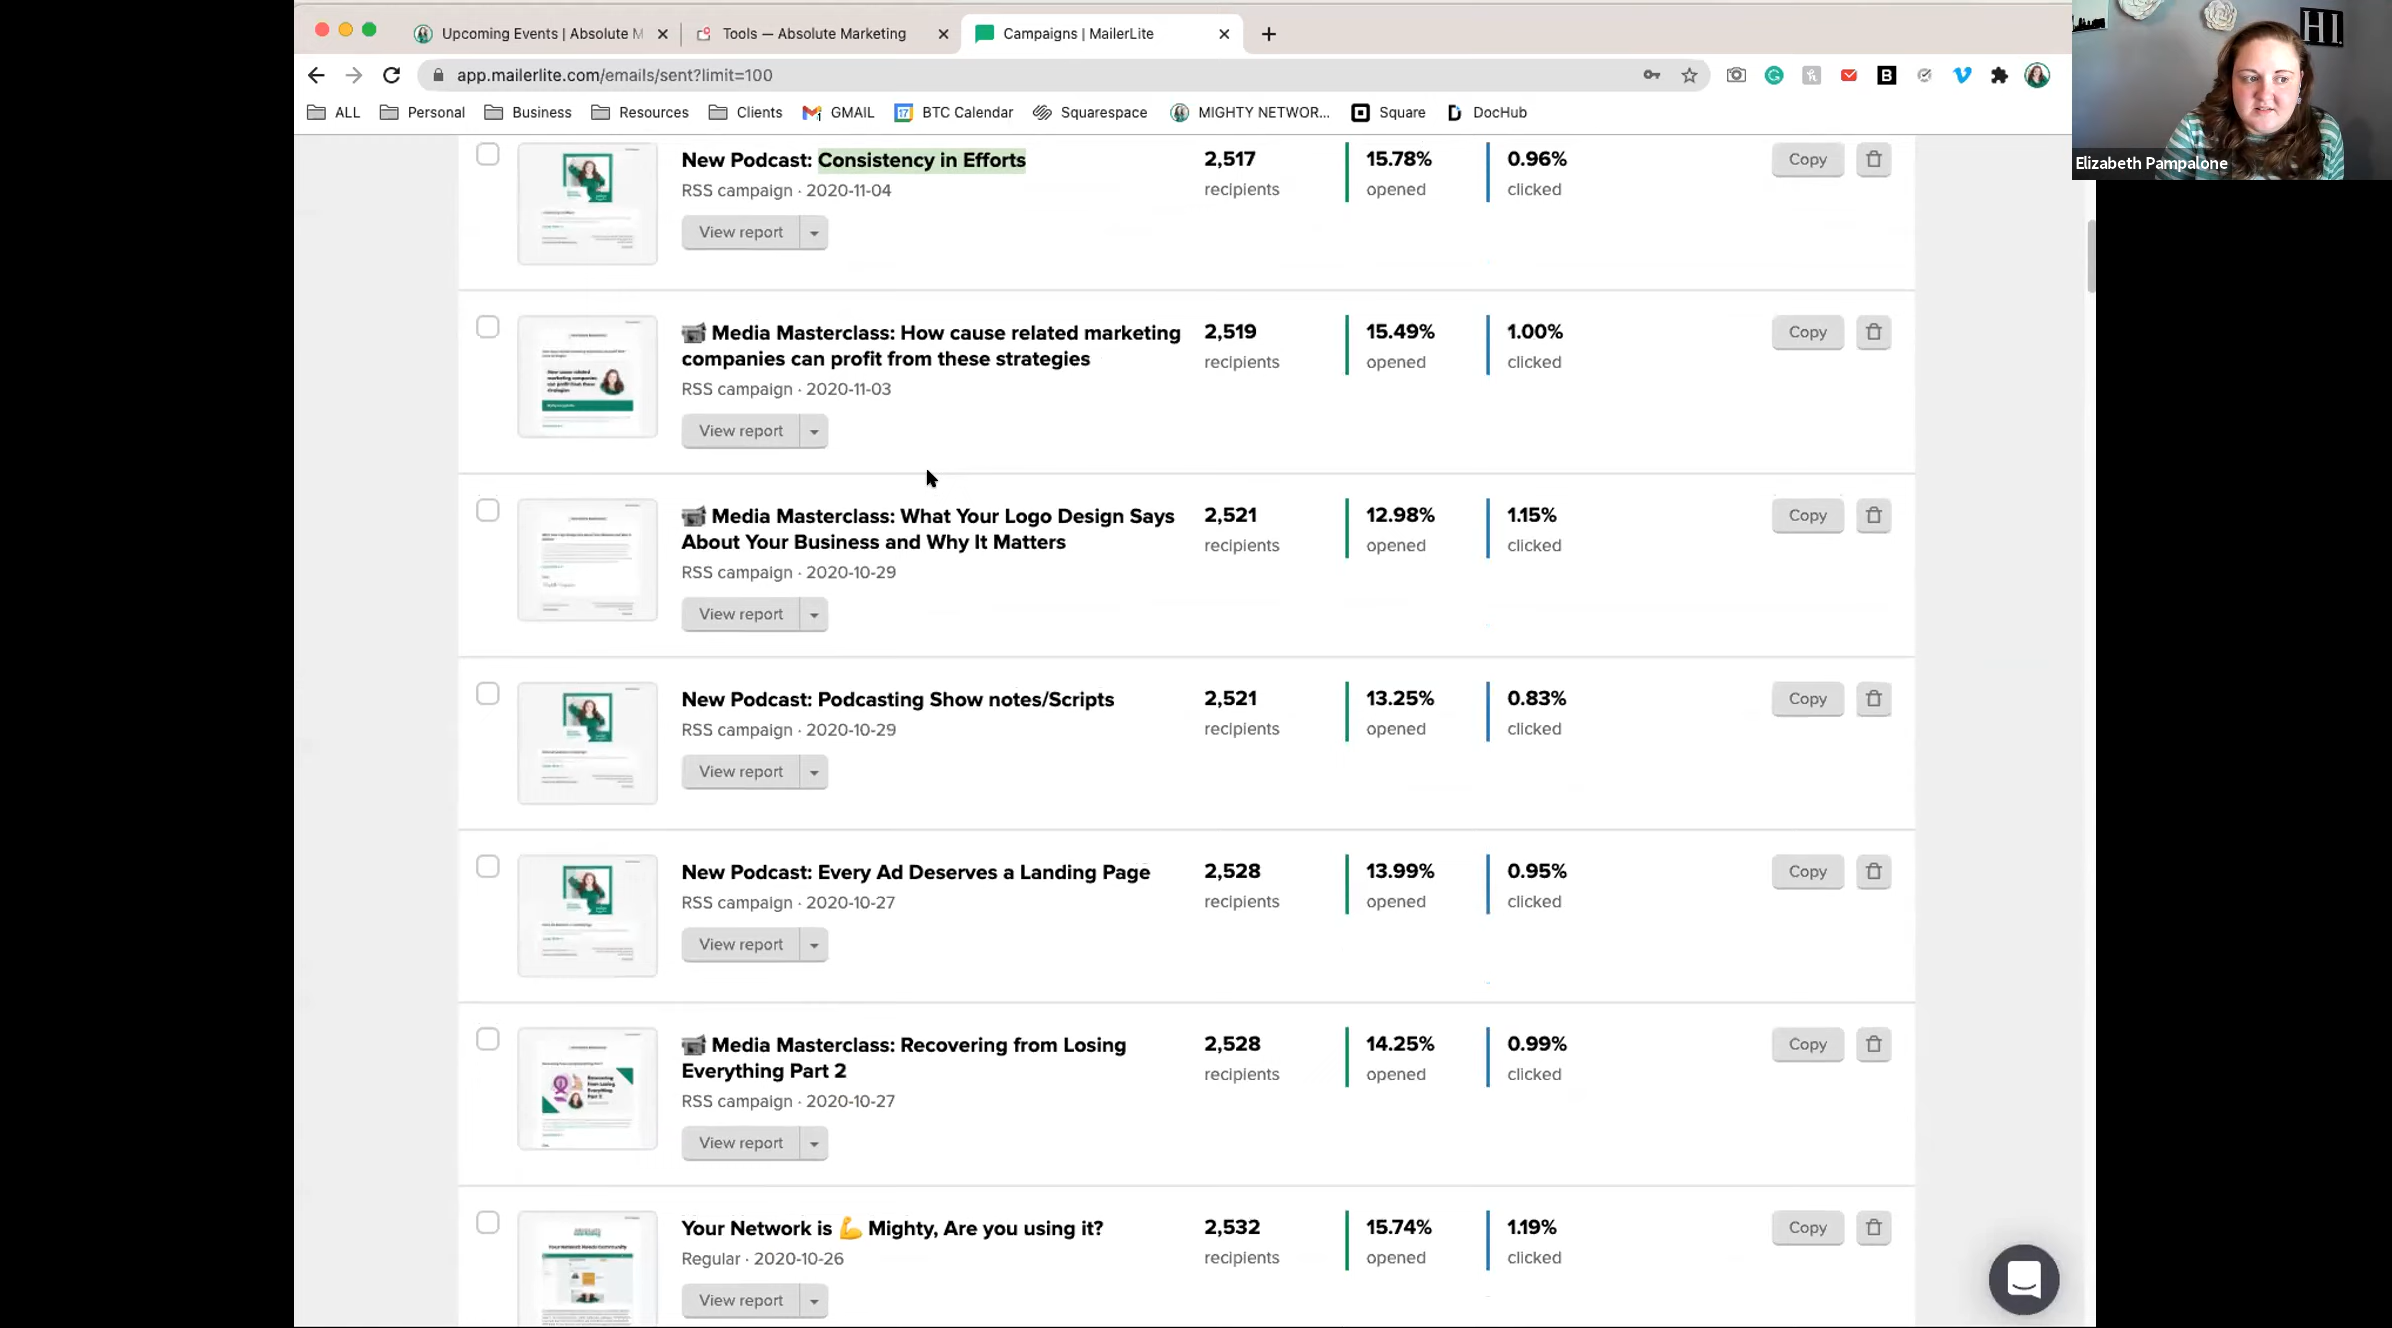 Upcoming Events | Absolute M
Tools — Absolute Marketing
Campaigns | MailerLite
HI
app.mailerlite.com/emails/sent?limit=100
ALL Personal Business Resources Clients GMAIL 17 BTC Calendar Squarespace MIGHTY NETWOR... Square DocHub
Elizabeth Pampalone
New Podcast: Consistency in Efforts 2,517 15.78% 0.96% Copy
RSS campaign · 2020-11-04 recipients opened clicked
View report
Media Masterclass: How cause related marketing 2,519 15.49% 1.00% Copy
companies can profit from these strategies recipients opened clicked
RSS campaign · 2020-11-03
View report
Media Masterclass: What Your Logo Design Says 2,521 12.98% 1.15% Copy
About Your Business and Why It Matters recipients opened clicked
RSS campaign · 2020-10-29
View report
New Podcast: Podcasting Show notes/Scripts 2,521 13.25% 0.83% Copy
RSS campaign · 2020-10-29 recipients opened clicked
View report
New Podcast: Every Ad Deserves a Landing Page 2,528 13.99% 0.95% Copy
RSS campaign · 2020-10-27 recipients opened clicked
View report
Media Masterclass: Recovering from Losing 2,528 14.25% 0.99% Copy
Everything Part 2 recipients opened clicked
RSS campaign · 2020-10-27
View report
Your Network is 💪 Mighty, Are you using it? 2,532 15.74% 1.19% Copy
Regular · 2020-10-26 recipients opened clicked
View report